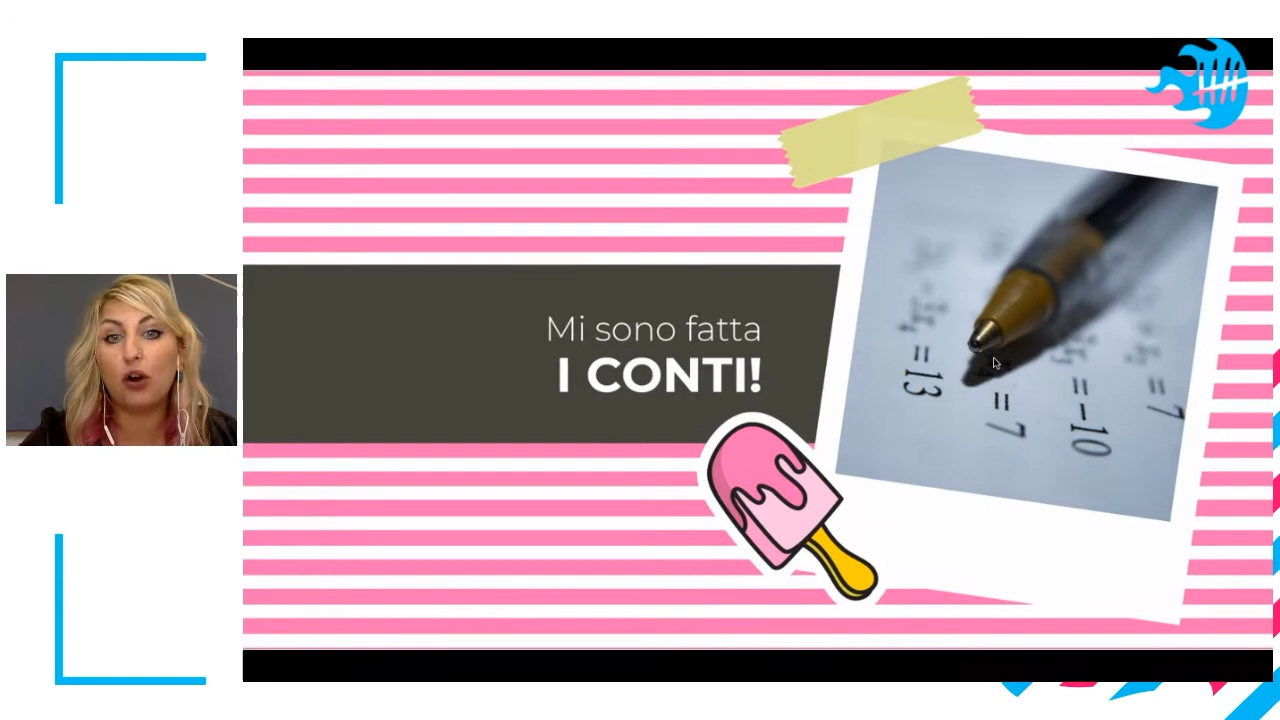 Mi sono fatta
I CONTI!
= 13
= 7
= -10
= 7